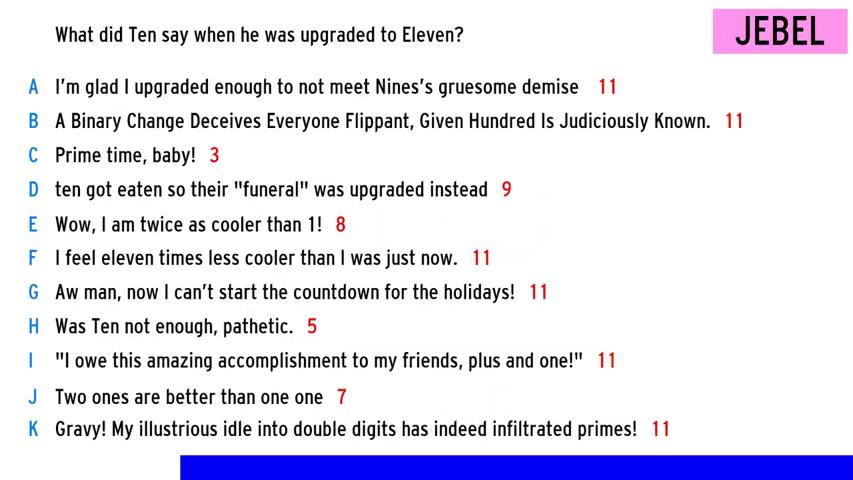 What did Ten say when he was upgraded to Eleven?
JEBEL
A I'm glad I upgraded enough to not meet Nines's gruesome demise 11
B A Binary Change Deceives Everyone Flippant, Given Hundred Is Judiciously Known. 11
C Prime time, baby! 3
D ten got eaten so their "funeral" was upgraded instead 9
E Wow, I am twice as cooler than 1! 8
F I feel eleven times less cooler than I was just now. 11
G Aw man, now I can't start the countdown for the holidays! 11
H Was Ten not enough, pathetic. 5
I "I owe this amazing accomplishment to my friends, plus and one!" 11
J Two ones are better than one one 7
K Gravy! My illustrious idle into double digits has indeed infiltrated primes! 11